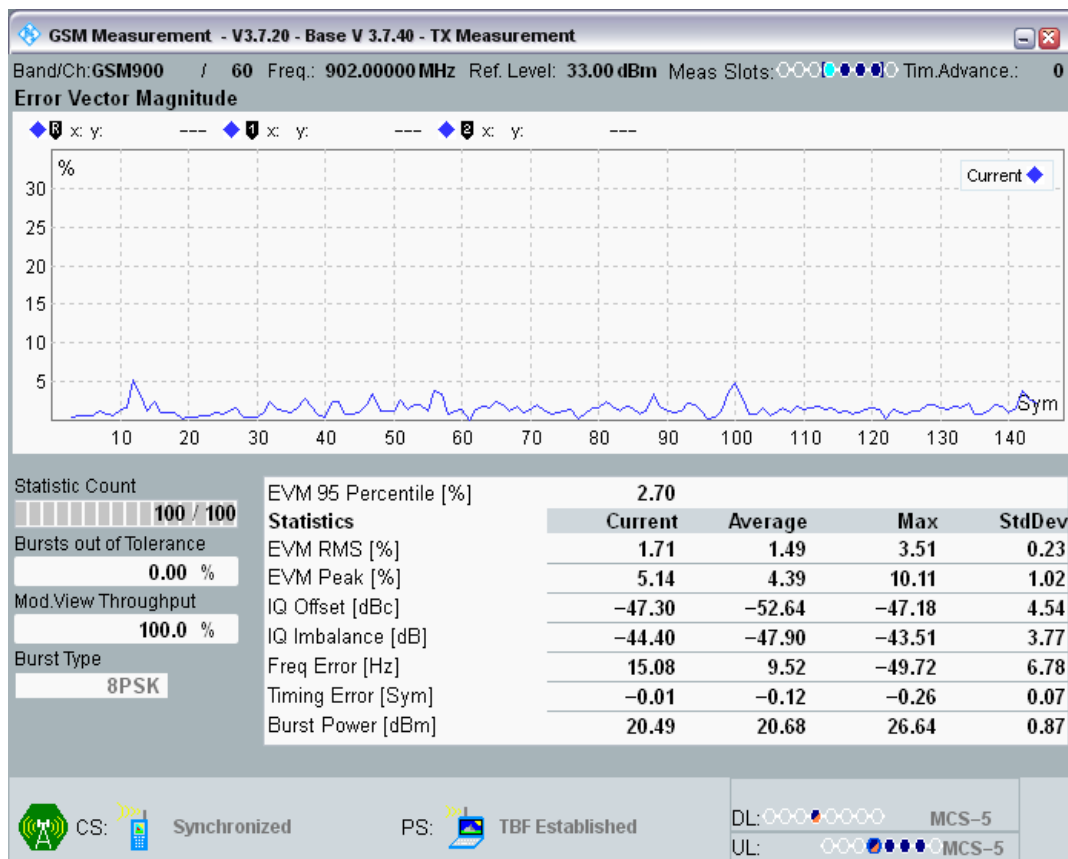 GSM Measurement - V3.7.20 - Base V 3.7.40 - TX Measurement
Band/Ch:GSM900 / 60 Freq.: 902.00000 MHz Ref. Level: 33.00 dBm Meas Slots: Tim.Advance.: 0
Error Vector Magnitude
R x: y: --- 1 x: y: --- 2 x: y: ---
%
Current
30
25
20
15
10
5
Sym
10 20 30 40 50 60 70 80 90 100 110 120 130 140
Statistic Count
100 / 100
Bursts out of Tolerance
0.00 %
Mod.View Throughput
100.0 %
Burst Type
8PSK
EVM 95 Percentile [%] 2.70
Statistics Current Average Max StdDev
EVM RMS [%] 1.71 1.49 3.51 0.23
EVM Peak [%] 5.14 4.39 10.11 1.02
IQ Offset [dBc] −47.30 −52.64 −47.18 4.54
IQ Imbalance [dB] −44.40 −47.90 −43.51 3.77
Freq Error [Hz] 15.08 9.52 −49.72 6.78
Timing Error [Sym] −0.01 −0.12 −0.26 0.07
Burst Power [dBm] 20.49 20.68 26.64 0.87
CS: Synchronized PS: TBF Established
DL: MCS−5
UL: MCS−5